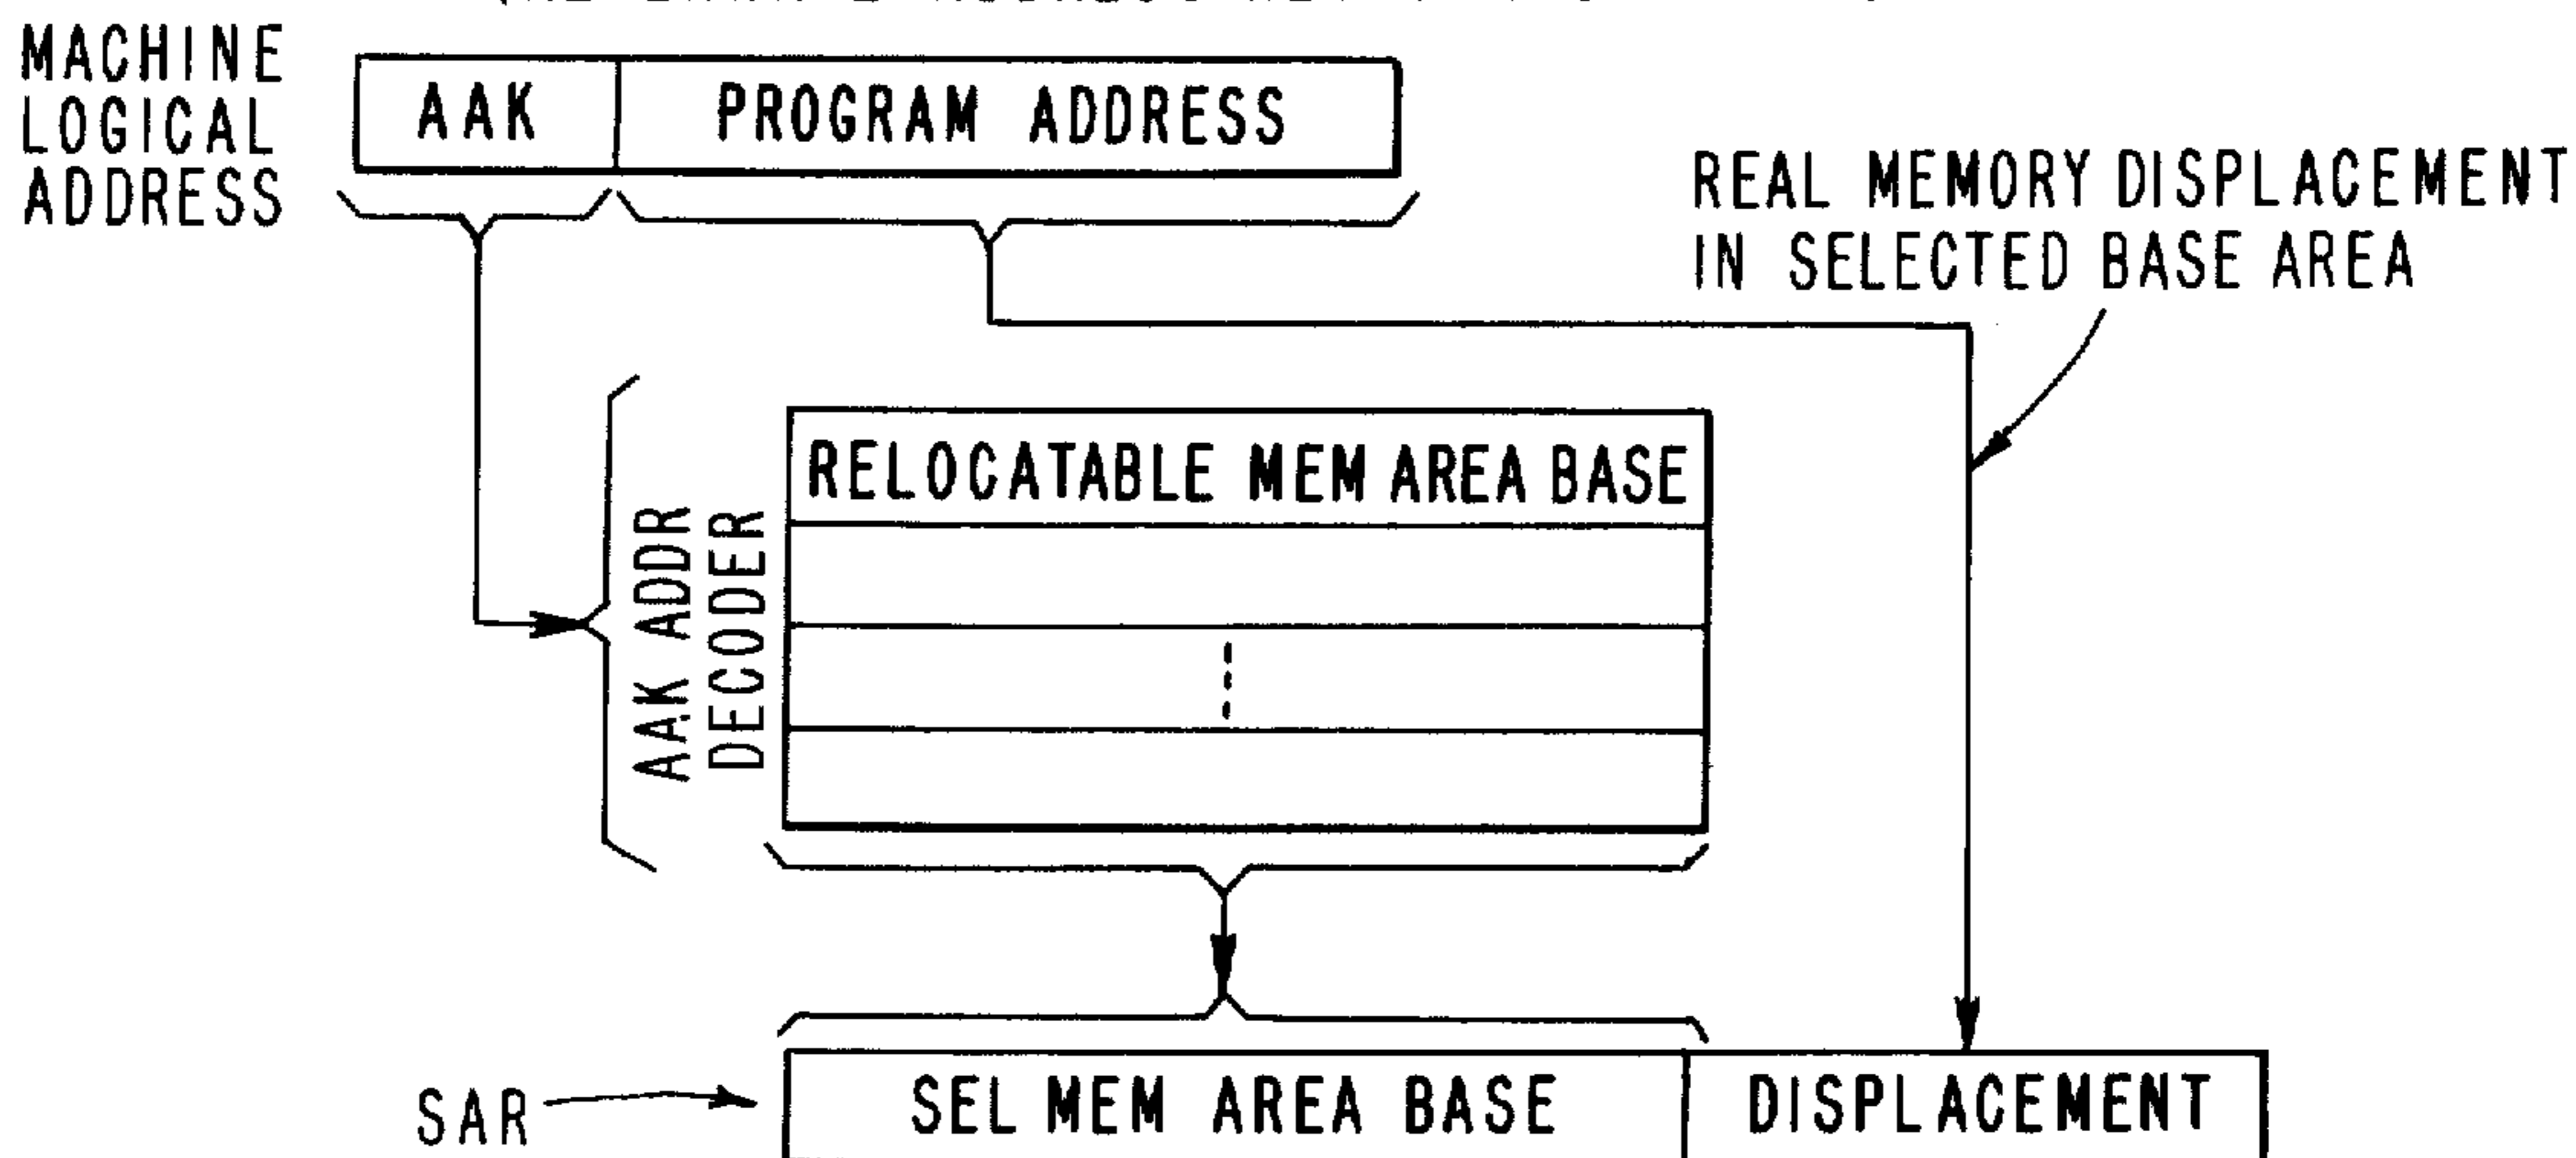 MACHINE
LOGICAL
ADDRESS
AAK
PROGRAM ADDRESS
REAL MEMORY DISPLACEMENT
IN SELECTED BASE AREA
AAK ADDR
DECODER
RELOCATABLE MEM AREA BASE
SAR
SEL MEM AREA BASE
DISPLACEMENT